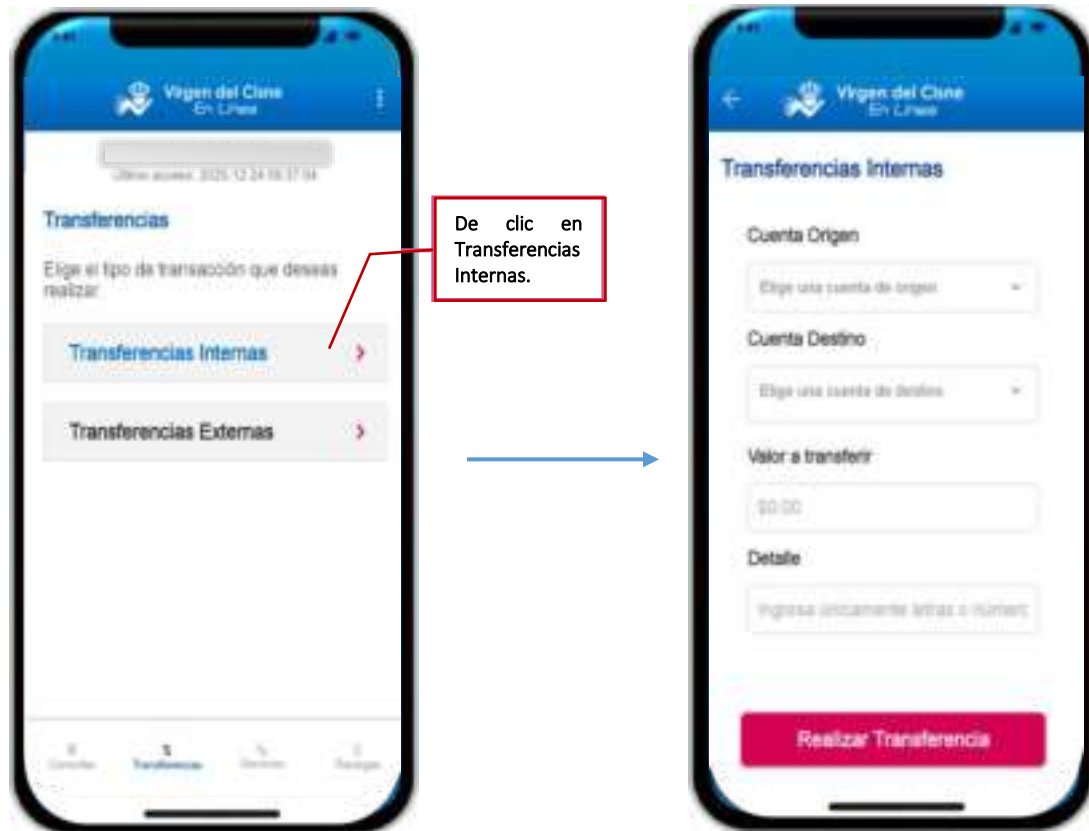 Virgen del Cisne
En Línea
Transferencias
Elige el tipo de transacción que deseas
realizar
Transferencias Internas
Transferencias Externas
Transferencias
De clic en
Transferencias
Internas.
Virgen del Cisne
En Línea
Transferencias Internas
Cuenta Origen
Elige una cuenta de origen
Cuenta Destino
Elige una cuenta de destino
Valor a transferir
$0.00
Detalle
Ingresa únicamente letras o númerc
Realizar Transferencia